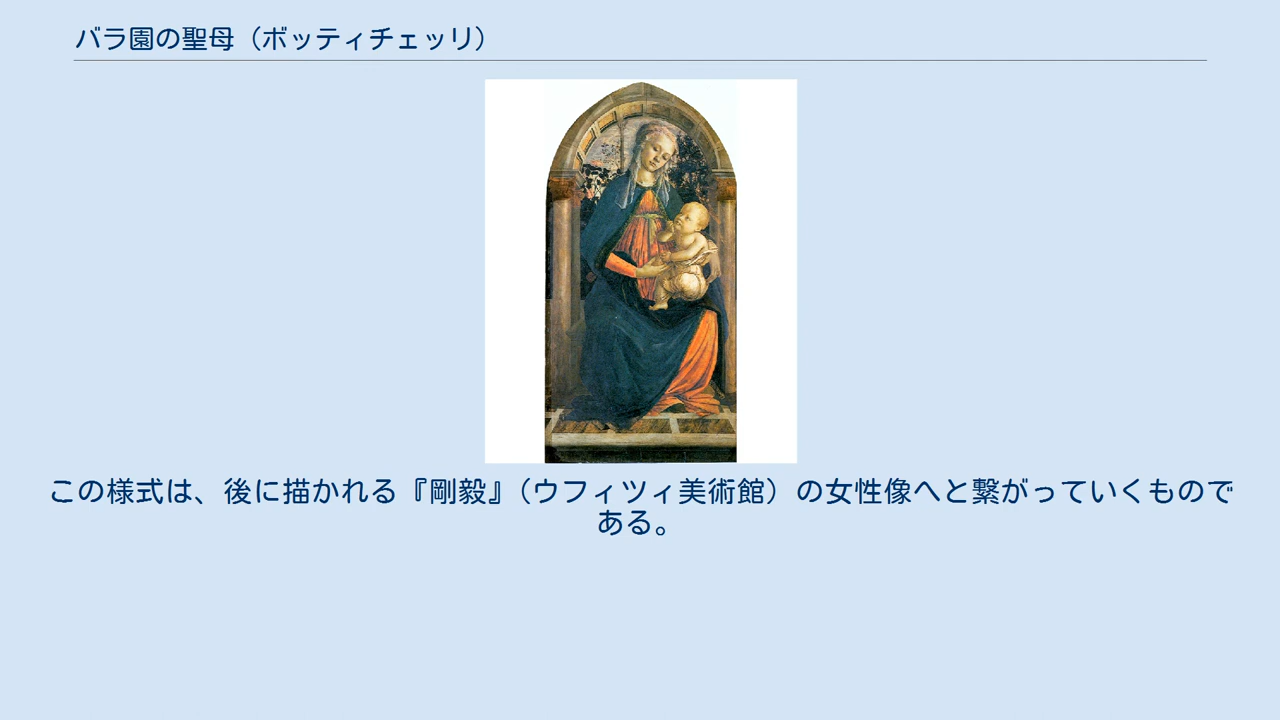 バラ園の聖母（ボッティチェッリ）
この様式は、後に描かれる『剛毅』（ウフィツィ美術館）の女性像へと繋がっていくもので
ある。